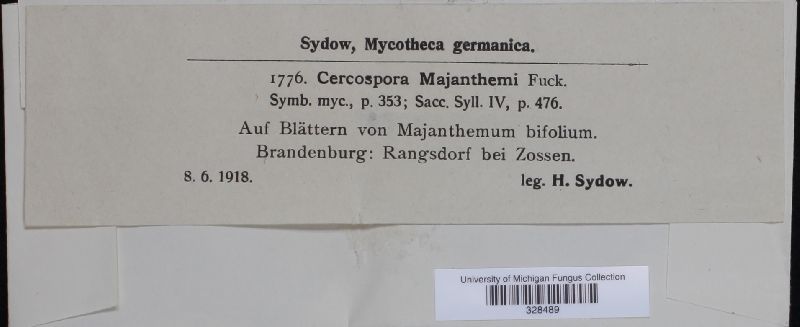 Sydow, Mycotheca germanica.
1776. Cercospora Majanthemi Fuck.
Symb. myc., p. 353; Sacc. Syll. IV, p. 476.
Auf Blättern von Majanthemum bifolium.
Brandenburg: Rangsdorf bei Zossen.
8. 6. 1918. leg. H. Sydow.
University of Michigan Fungus Collection
328489